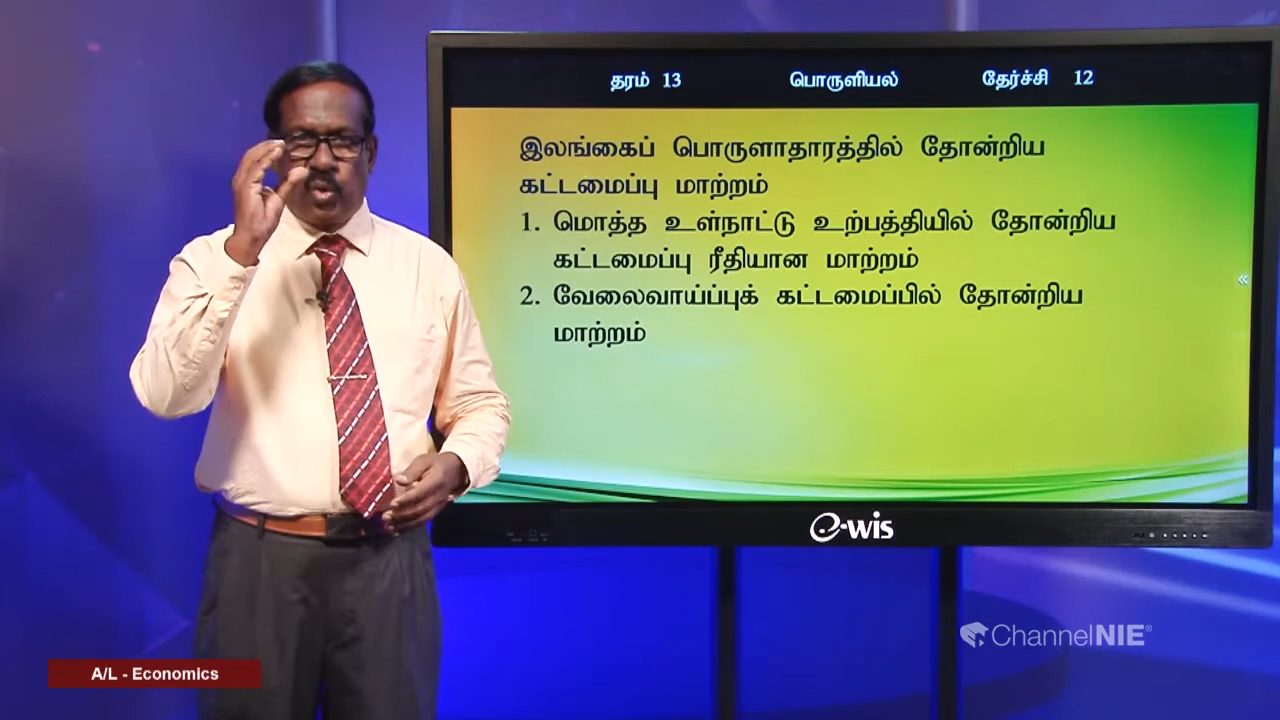 தரம் 13 பொருளியல் தேர்ச்சி 12
இலங்கைப் பொருளாதாரத்தில் தோன்றிய
கட்டமைப்பு மாற்றம்
1. மொத்த உள்நாட்டு உற்பத்தியில் தோன்றிய
கட்டமைப்பு ரீதியான மாற்றம்
2. வேலைவாய்ப்புக் கட்டமைப்பில் தோன்றிய
மாற்றம்
e-wis
ChannelNIE®
A/L - Economics